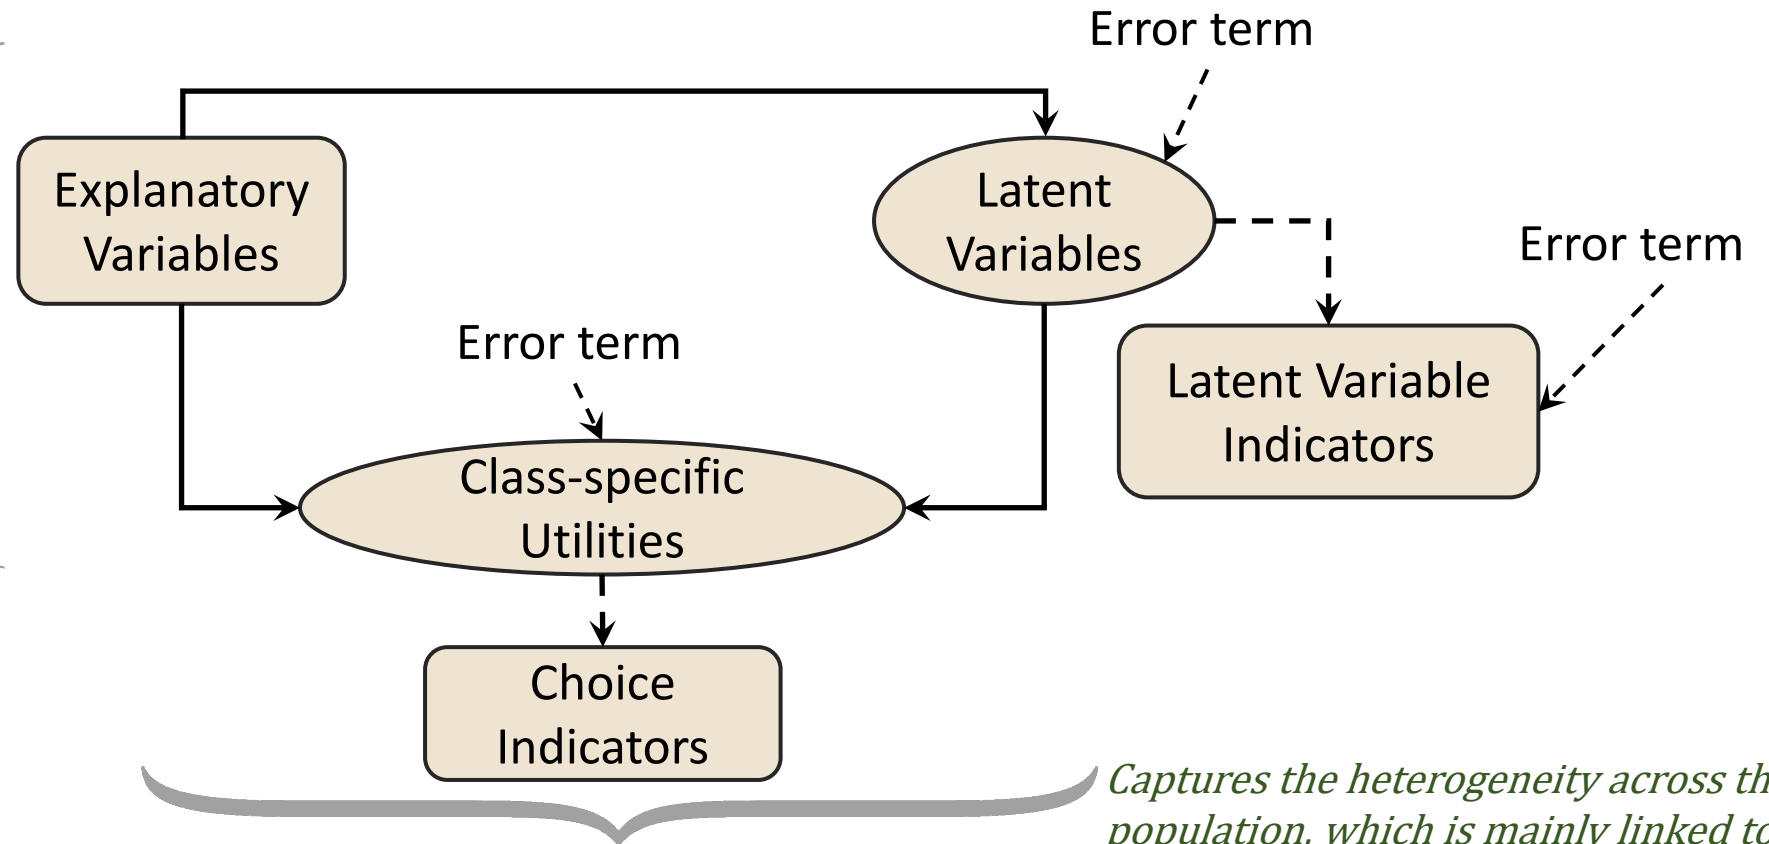 Error term
Explanatory
Variables
Latent
Variables
Error term
Error term
Latent Variable
Indicators
Class-specific
Utilities
Choice
Indicators
Captures the heterogeneity across
population, which is mainly linked to